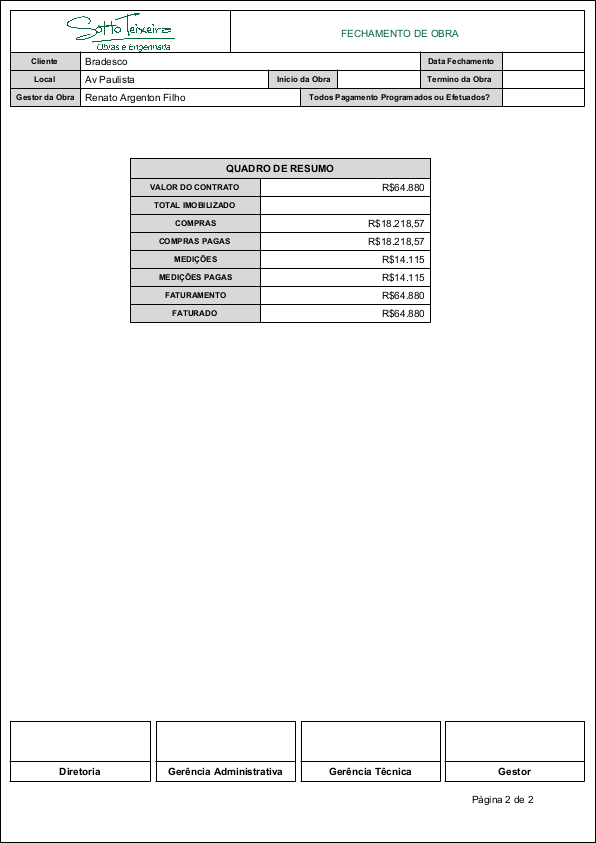 Sotto Teixeira
Obras e Engenharia
FECHAMENTO DE OBRA
Cliente Bradesco Data Fechamento
Local Av Paulista Inicio da Obra Termino da Obra
Gestor da Obra Renato Argenton Filho Todos Pagamento Programados ou Efetuados?
QUADRO DE RESUMO
VALOR DO CONTRATO R$64.880
TOTAL IMOBILIZADO
COMPRAS R$18.218,57
COMPRAS PAGAS R$18.218,57
MEDIÇÕES R$14.115
MEDIÇÕES PAGAS R$14.115
FATURAMENTO R$64.880
FATURADO R$64.880
Diretoria Gerência Administrativa Gerência Têcnica Gestor
Página 2 de 2